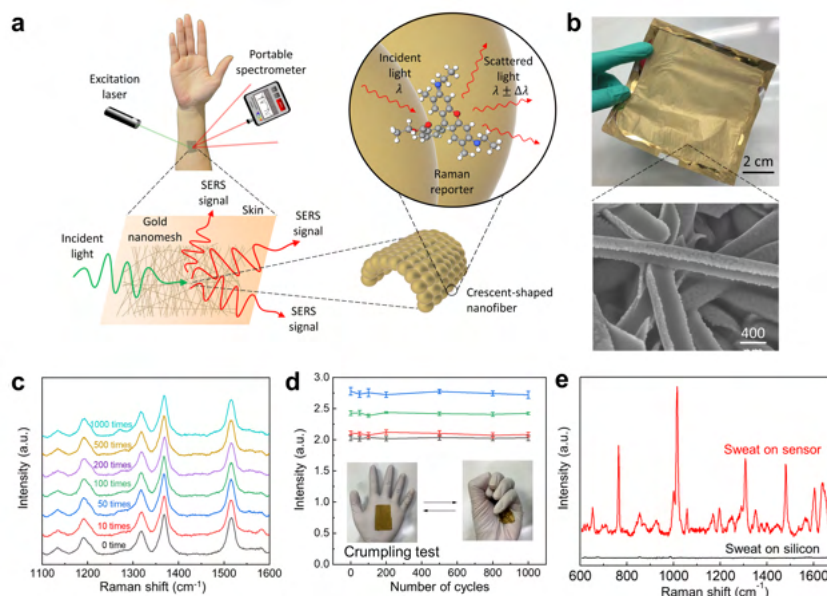 a
Excitation
laser
Portable
spectrometer
Incident
light
λ
Scattered
light
λ ± Δλ
Raman
reporter
SERS
signal
Skin
Gold
nanomesh
SERS
signal
Incident
light
SERS
signal
Crescent-shaped
nanofiber
b
2 cm
400
c
Intensity (a.u.)
1000 times
500 times
200 times
100 times
50 times
10 times
0 time
1100 1200 1300 1400 1500 1600
Raman shift (cm⁻¹)
d
Intensity (a.u.)
3.0
2.5
2.0
1.5
1.0
0.5
0.0
Crumpling test
0 200 400 600 800 1000
Number of cycles
e
Intensity (a.u.)
Sweat on sensor
Sweat on silicon
600 800 1000 1200 1400 1600
Raman shift (cm⁻¹)